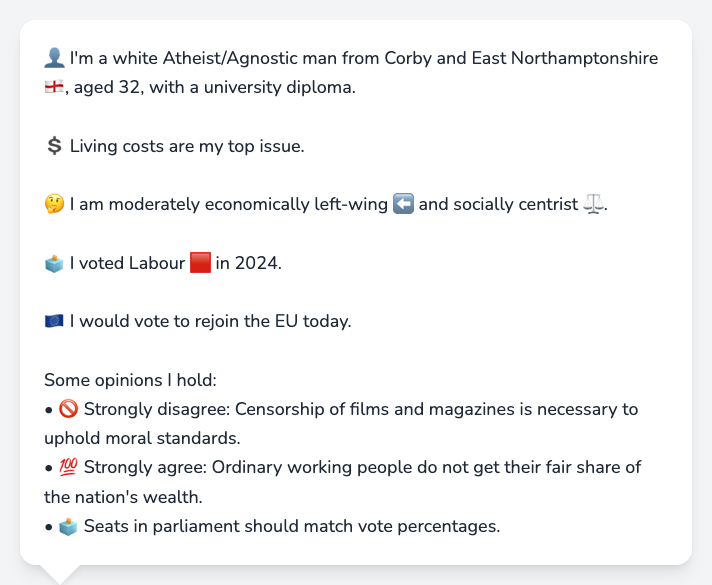 👤 I'm a white Atheist/Agnostic man from Corby and East Northamptonshire
🏴󠁧󠁢󠁥󠁮󠁧󠁿, aged 32, with a university diploma.
💲 Living costs are my top issue.
🤔 I am moderately economically left-wing ⬅️ and socially centrist ⚖️.
🗳️ I voted Labour 🟥 in 2024.
🇪🇺 I would vote to rejoin the EU today.
Some opinions I hold:
• 🚫 Strongly disagree: Censorship of films and magazines is necessary to
uphold moral standards.
• 💯 Strongly agree: Ordinary working people do not get their fair share of
the nation's wealth.
• 🗳️ Seats in parliament should match vote percentages.